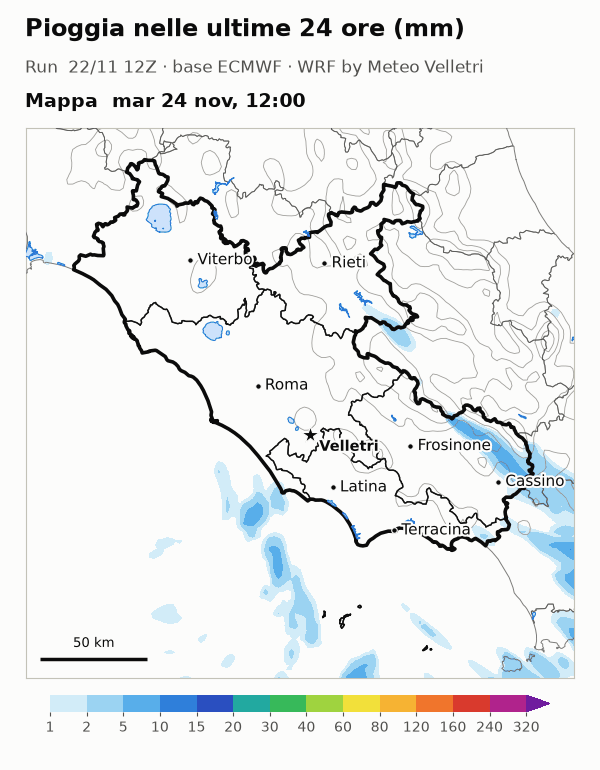 Pioggia nelle ultime 24 ore (mm)
Run  22/11 12Z · base ECMWF · WRF by Meteo Velletri
Mappa  mar 24 nov, 12:00
Viterbo
Rieti
Roma
Velletri
Frosinone
Cassino
Latina
Terracina
50 km
1 2 5 10 15 20 30 40 60 80 120 160 240 320